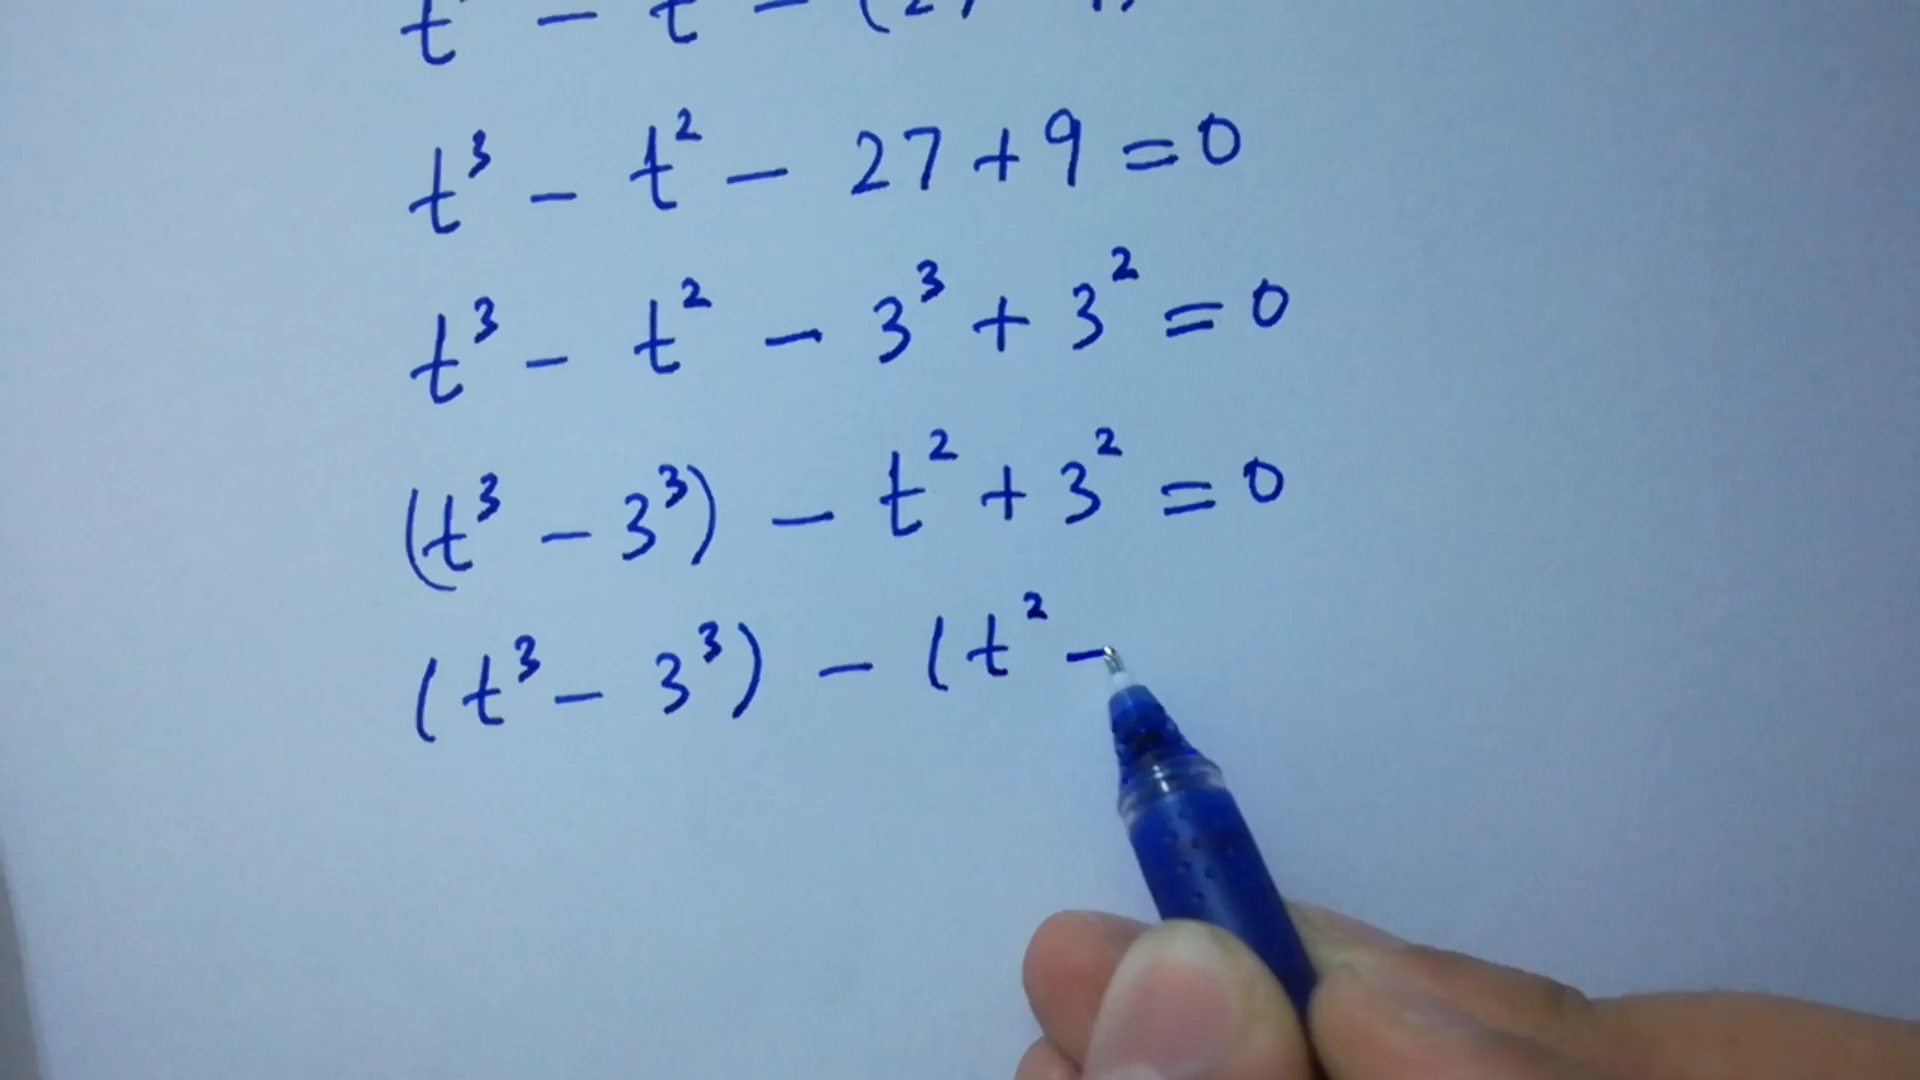 t³ - t² - 27 + 9 = 0
t³ - t² - 3³ + 3² = 0
(t³ - 3³) - t² + 3² = 0
(t³ - 3³) - (t² -